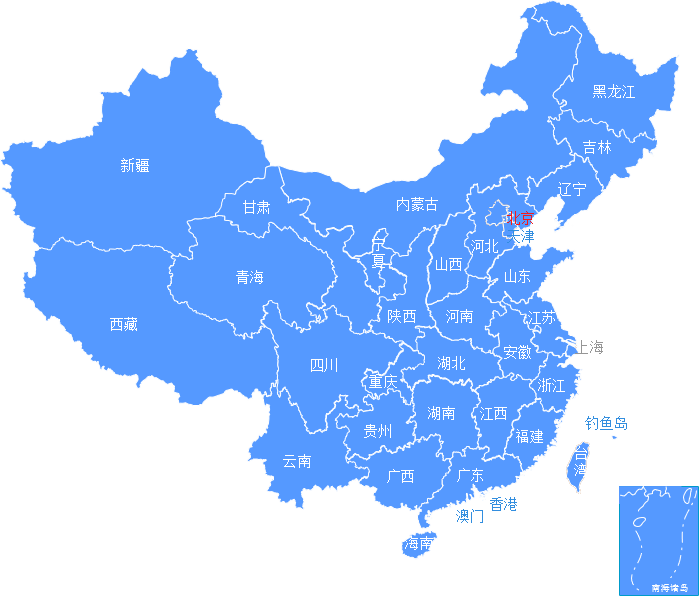 黑龙江
吉林
新疆
辽宁
内蒙古
甘肃
北京
天津
河北
夏
山西
青海
山东
陕西
河南
江苏
西藏
上海
安徽
四川
湖北
重庆
浙江
湖南
江西
钓鱼岛
贵州
福建
云南
台
湾
广西
广东
香港
澳门
海南
南海诸岛